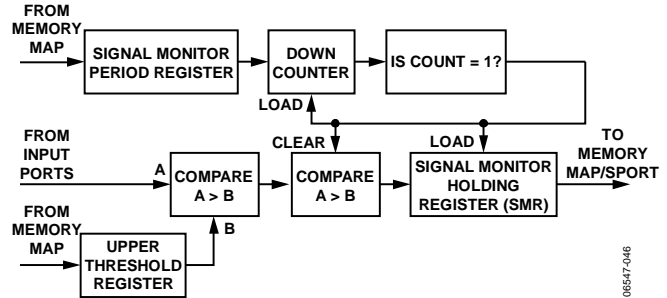 FROM
MEMORY
MAP
SIGNAL MONITOR
PERIOD REGISTER
DOWN
COUNTER
IS COUNT = 1?
LOAD
FROM
INPUT
PORTS
A
COMPARE
A > B
CLEAR
COMPARE
A > B
LOAD
SIGNAL MONITOR
HOLDING
REGISTER (SMR)
TO
MEMORY
MAP/SPORT
FROM
MEMORY
MAP
B
UPPER
THRESHOLD
REGISTER
06547-046